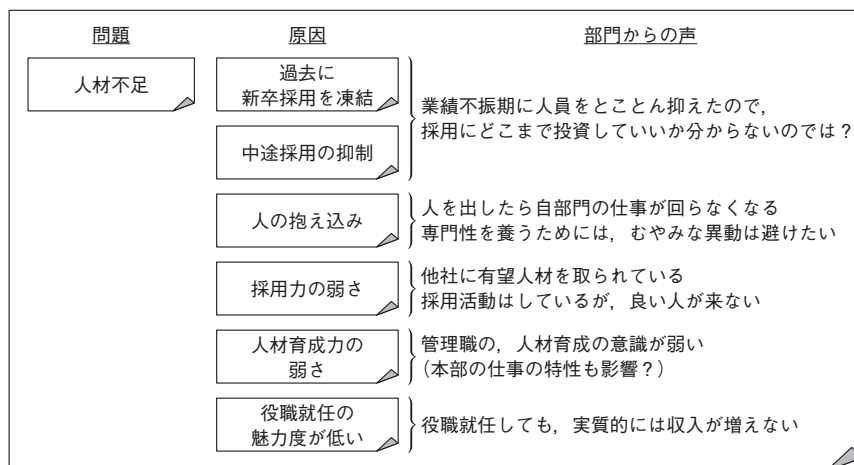 問題
原因
部門からの声
人材不足
過去に
新卒採用を凍結
中途採用の抑制
業績不振期に人員をとことん抑えたので，
採用にどこまで投資していいか分からないのでは？
人の抱え込み
人を出したら自部門の仕事が回らなくなる
専門性を養うためには，むやみな異動は避けたい
採用力の弱さ
他社に有望人材を取られている
採用活動はしているが，良い人が来ない
人材育成力の
弱さ
管理職の，人材育成の意識が弱い
（本部の仕事の特性も影響？）
役職就任の
魅力度が低い
役職就任しても，実質的には収入が増えない